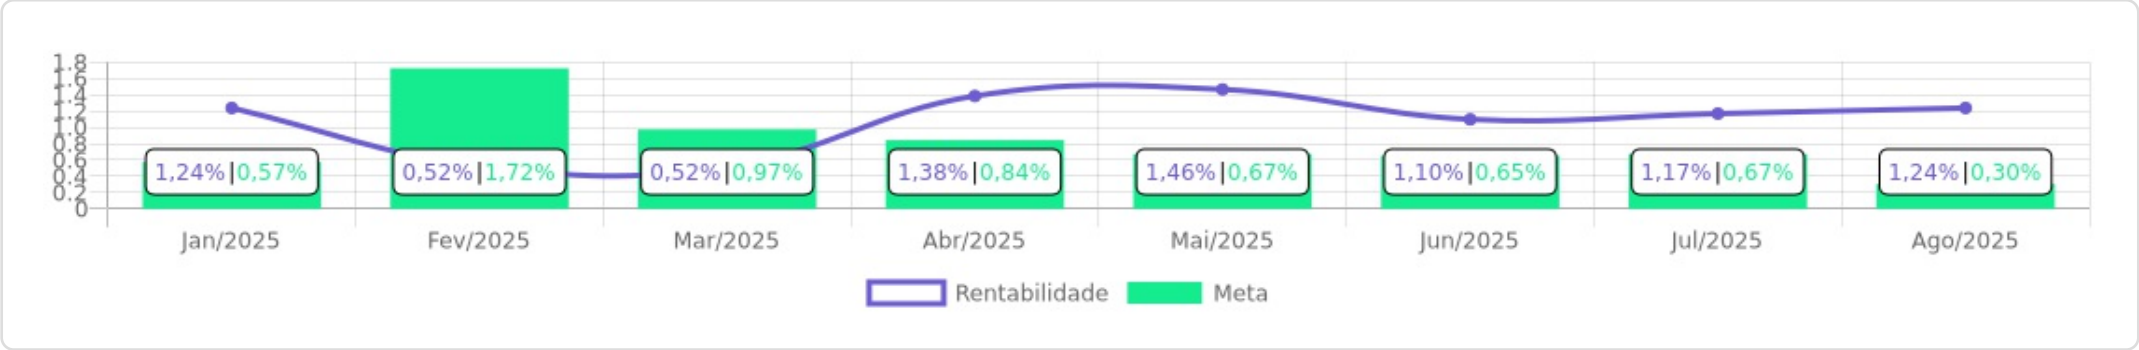 1.8
1.6
1.4
1.2
1.0
0.8
0.6
0.4
0.2
0
1,24%|0,57%
0,52%|1,72%
0,52%|0,97%
1,38%|0,84%
1,46%|0,67%
1,10%|0,65%
1,17%|0,67%
1,24%|0,30%
Jan/2025
Fev/2025
Mar/2025
Abr/2025
Mai/2025
Jun/2025
Jul/2025
Ago/2025
Rentabilidade
Meta